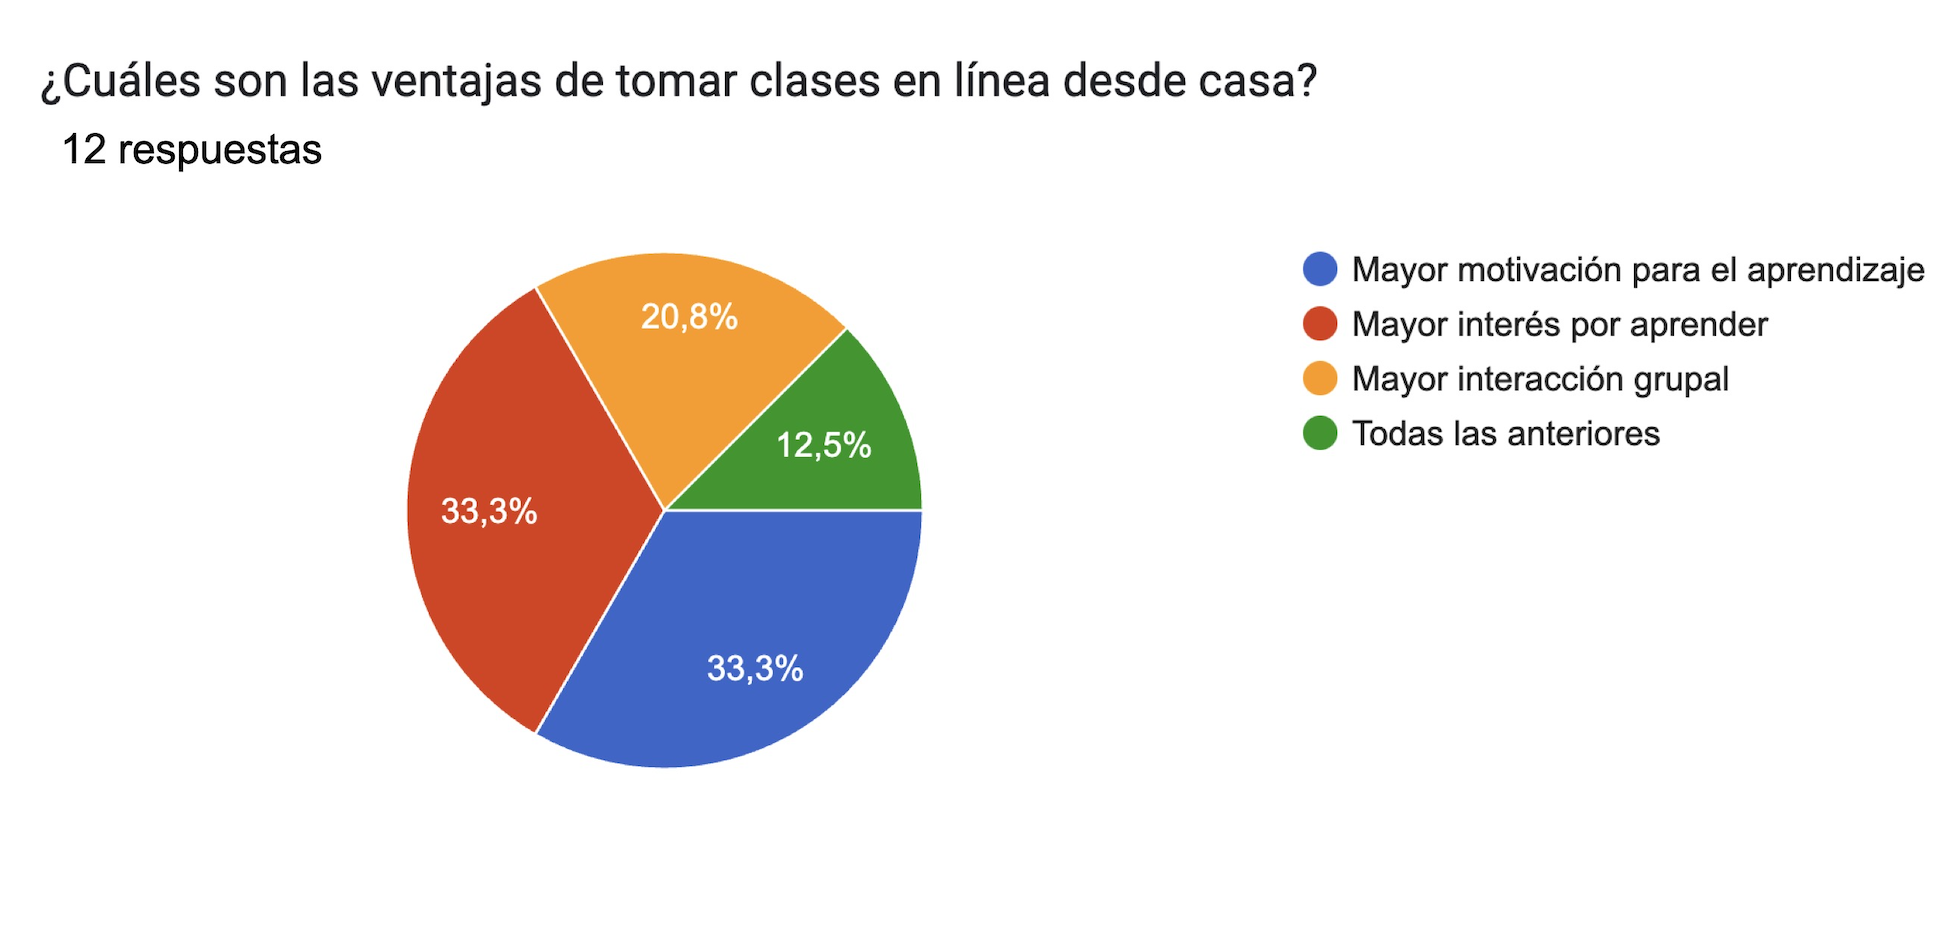 ¿Cuáles son las ventajas de tomar clases en línea desde casa?
12 respuestas
Mayor motivación para el aprendizaje
Mayor interés por aprender
Mayor interacción grupal
Todas las anteriores
20,8%
12,5%
33,3%
33,3%